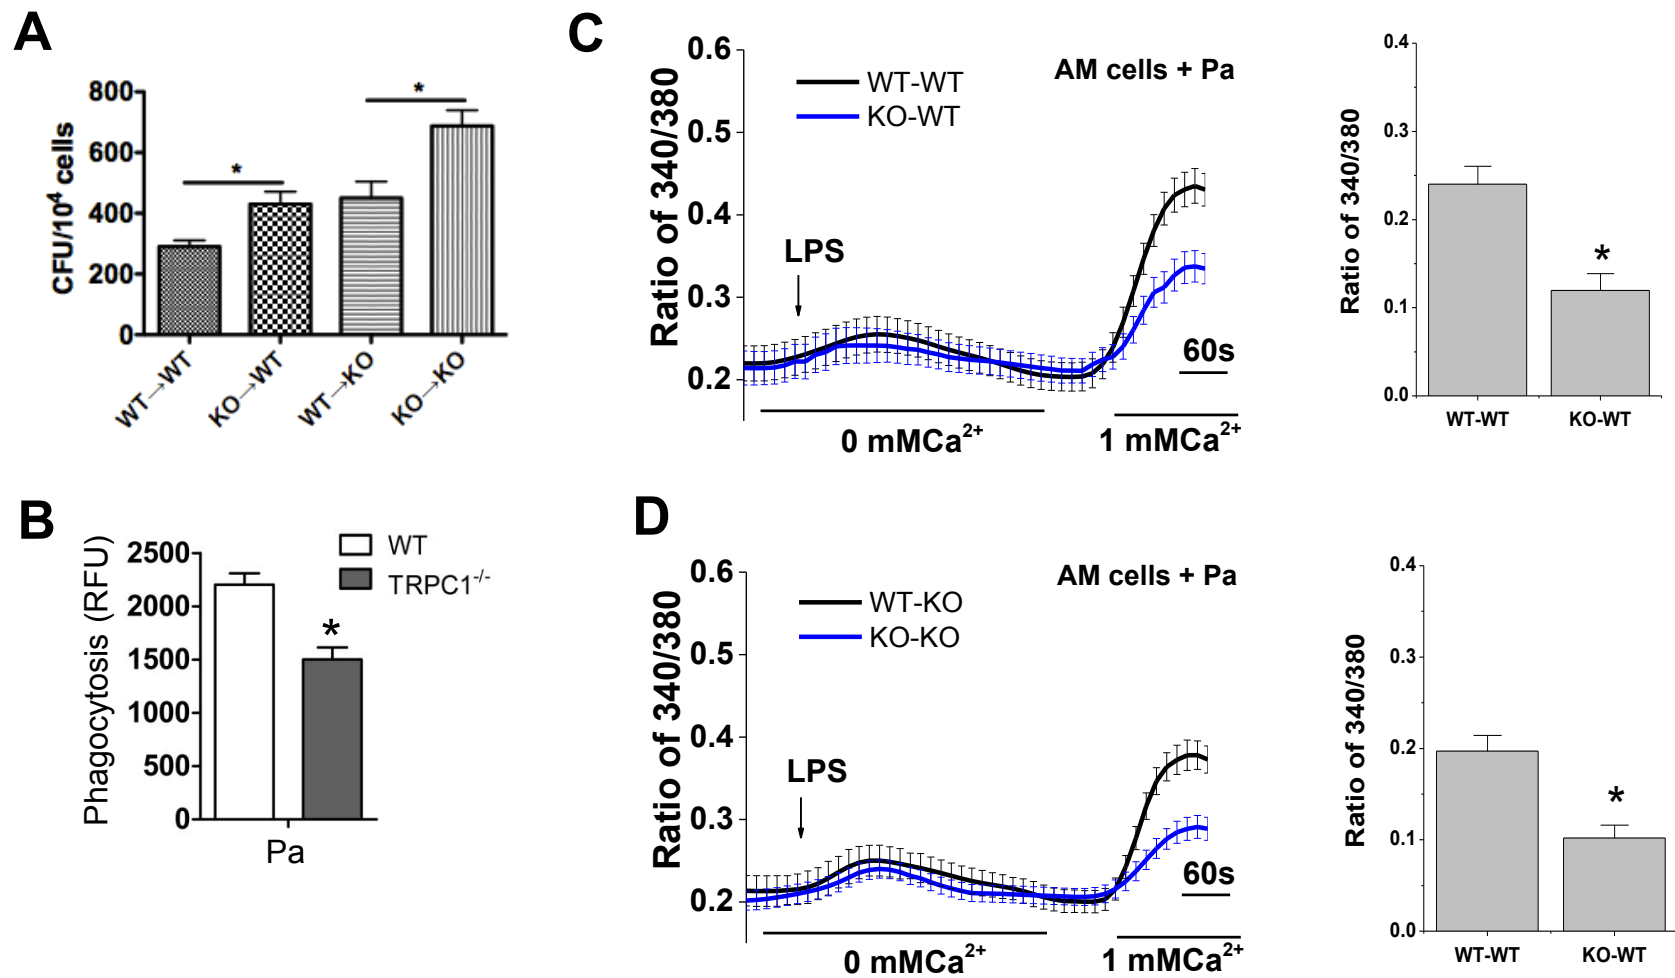 A
CFU/10⁴ cells
800
600
400
200
0
*
*
WT→WT
KO→WT
WT→KO
KO→KO
B
Phagocytosis (RFU)
2500
2000
1500
1000
500
0
WT
TRPC1⁻/⁻
*
Pa
C
Ratio of 340/380
0.6
0.5
0.4
0.3
0.2
WT-WT
KO-WT
AM cells + Pa
LPS
60s
0 mMCa²⁺
1 mMCa²⁺
Ratio of 340/380
0.4
0.3
0.2
0.1
0.0
*
WT-WT
KO-WT
D
Ratio of 340/380
0.6
0.5
0.4
0.3
0.2
WT-KO
KO-KO
AM cells + Pa
LPS
60s
0 mMCa²⁺
1 mMCa²⁺
Ratio of 340/380
0.4
0.3
0.2
0.1
0.0
*
WT-WT
KO-WT